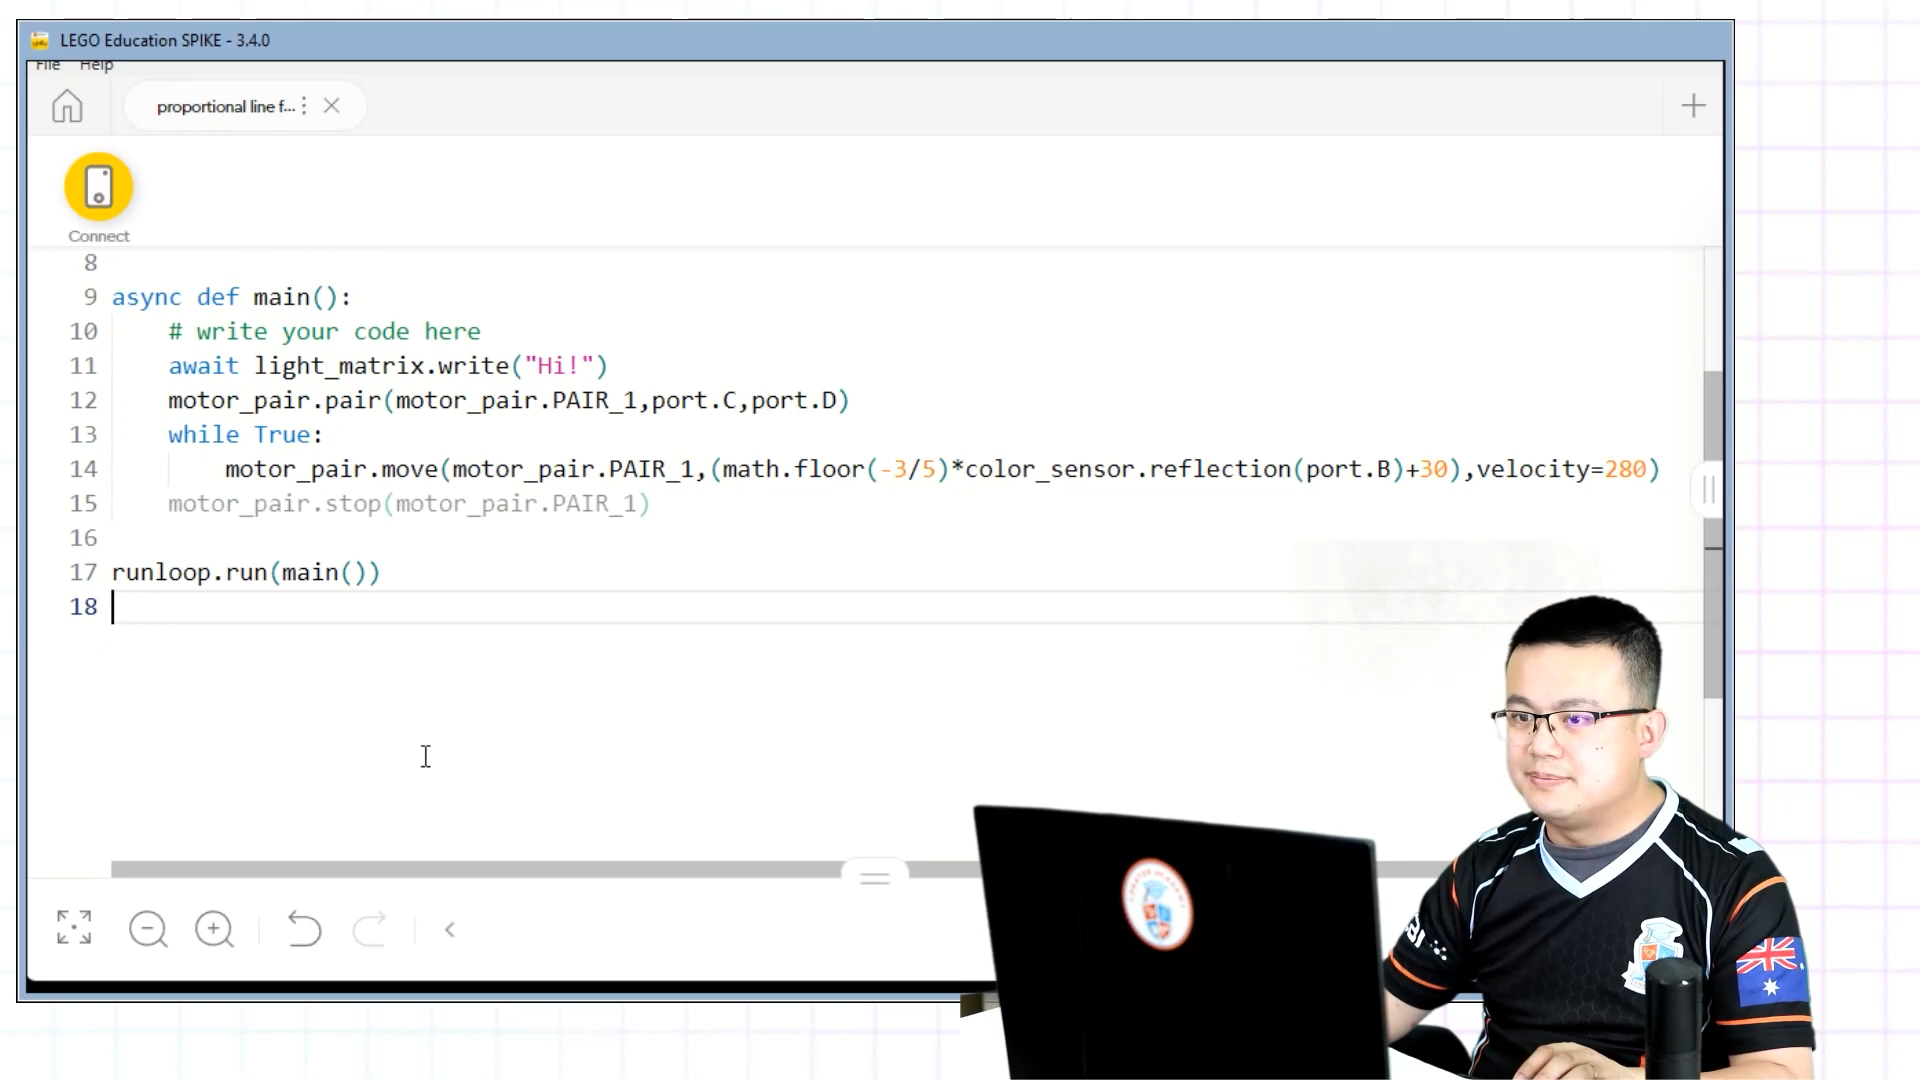 LEGO Education SPIKE - 3.4.0
File Help
proportional line f...
Connect
8
9 async def main():
10 # write your code here
11 await light_matrix.write("Hi!")
12 motor_pair.pair(motor_pair.PAIR_1,port.C,port.D)
13 while True:
14 motor_pair.move(motor_pair.PAIR_1,(math.floor(-3/5)*color_sensor.reflection(port.B)+30),velocity=280)
15 motor_pair.stop(motor_pair.PAIR_1)
16
17 runloop.run(main())
18